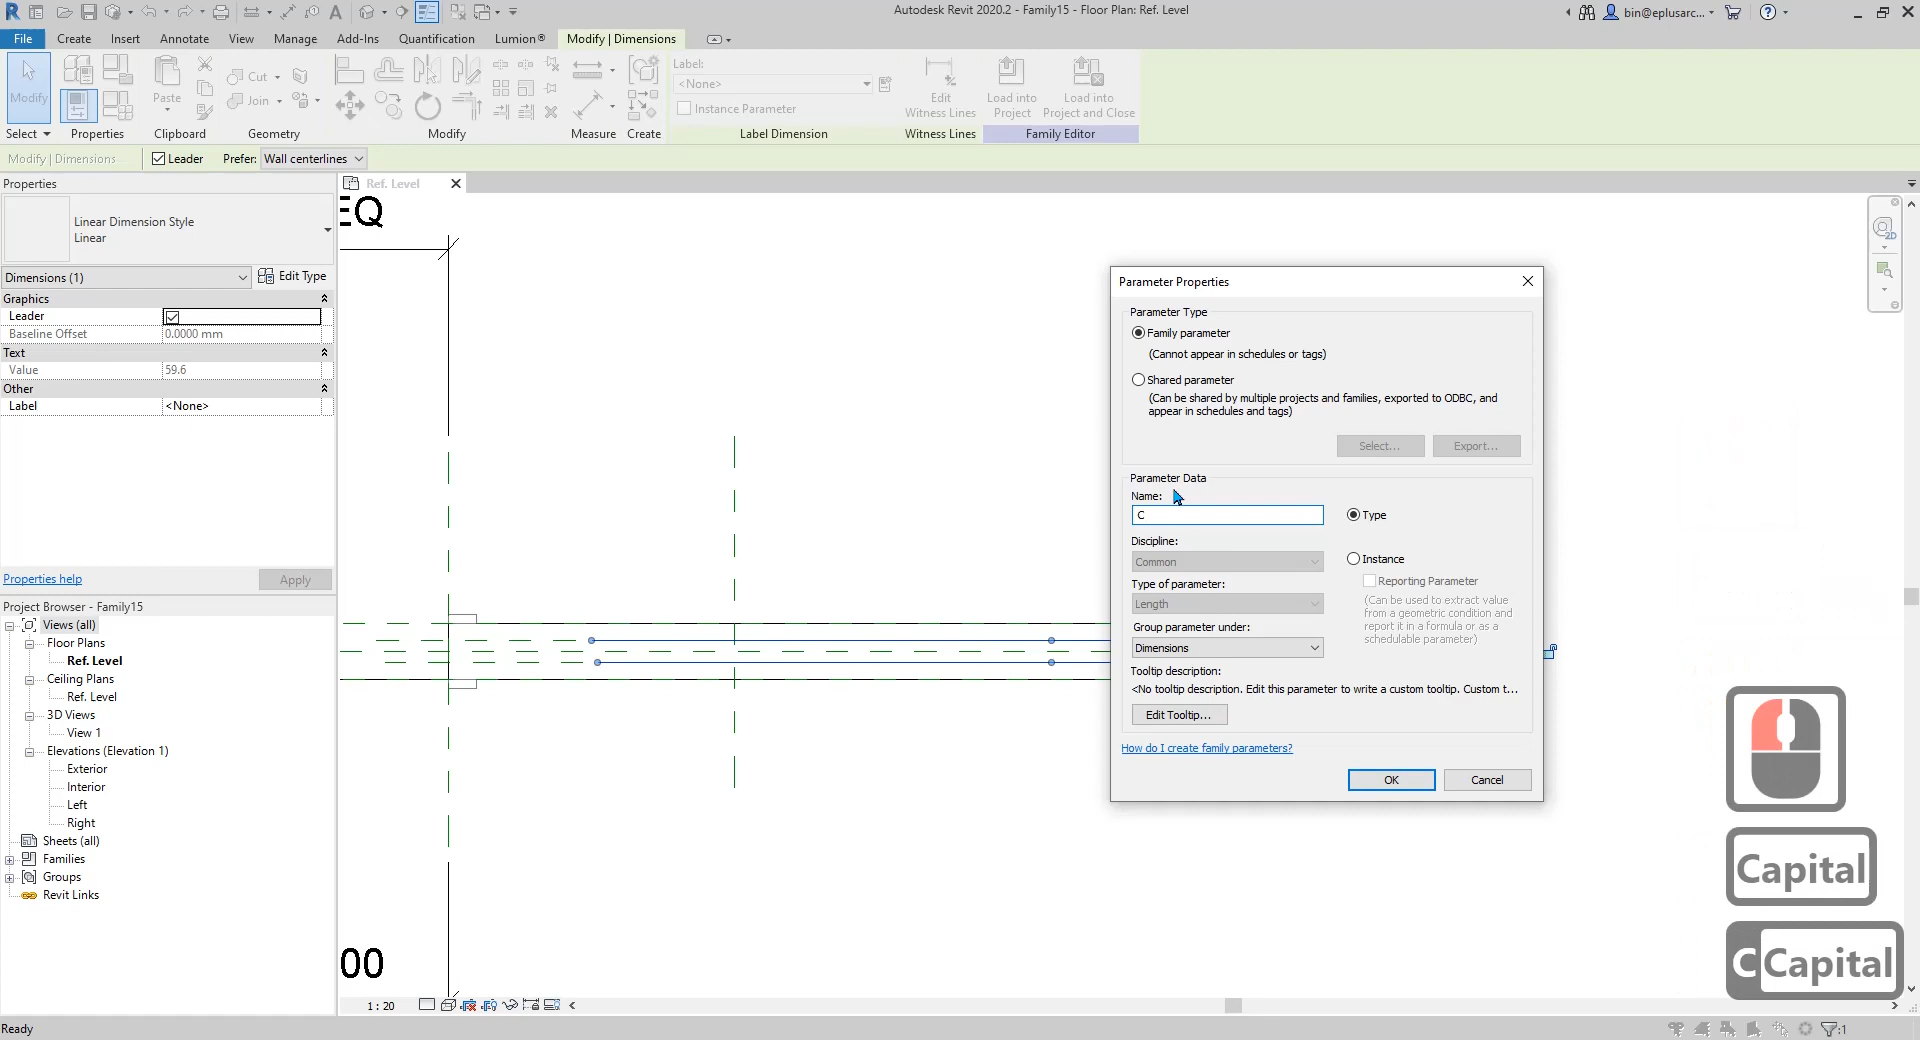 Autodesk Revit 2020.2 - Family15 - Floor Plan: Ref. Level
bin@eplusarc...
File Create Insert Annotate View Manage Add-Ins Quantification Lumion® Modify | Dimensions
Modify
Select
Properties
Paste
Clipboard
Cut
Join
Geometry
Modify
Measure
Create
Label:
<None>
Instance Parameter
Label Dimension
Edit
Witness Lines
Witness Lines
Load into
Project
Load into
Project and Close
Family Editor
Modify | Dimensions
Leader
Prefer:
Wall centerlines
Properties
Linear Dimension Style
Linear
Dimensions (1)
Edit Type
Graphics
Leader
Baseline Offset 0.0000 mm
Text
Value 59.6
Other
Label <None>
Properties help
Apply
Project Browser - Family15
Views (all)
Floor Plans
Ref. Level
Ceiling Plans
Ref. Level
3D Views
View 1
Elevations (Elevation 1)
Exterior
Interior
Left
Right
Sheets (all)
Families
Groups
Revit Links
Ref. Level
EQ
00
1 : 20
Parameter Properties
Parameter Type
Family parameter
(Cannot appear in schedules or tags)
Shared parameter
(Can be shared by multiple projects and families, exported to ODBC, and
appear in schedules and tags)
Select...
Export...
Parameter Data
Name:
C
Type
Discipline:
Common
Instance
Type of parameter:
Length
Reporting Parameter
(Can be used to extract value
from a geometric condition and
report it in a formula or as a
schedulable parameter)
Group parameter under:
Dimensions
Tooltip description:
<No tooltip description. Edit this parameter to write a custom tooltip. Custom t...
Edit Tooltip...
How do I create family parameters?
OK
Cancel
Capital
C Capital
Ready
:1